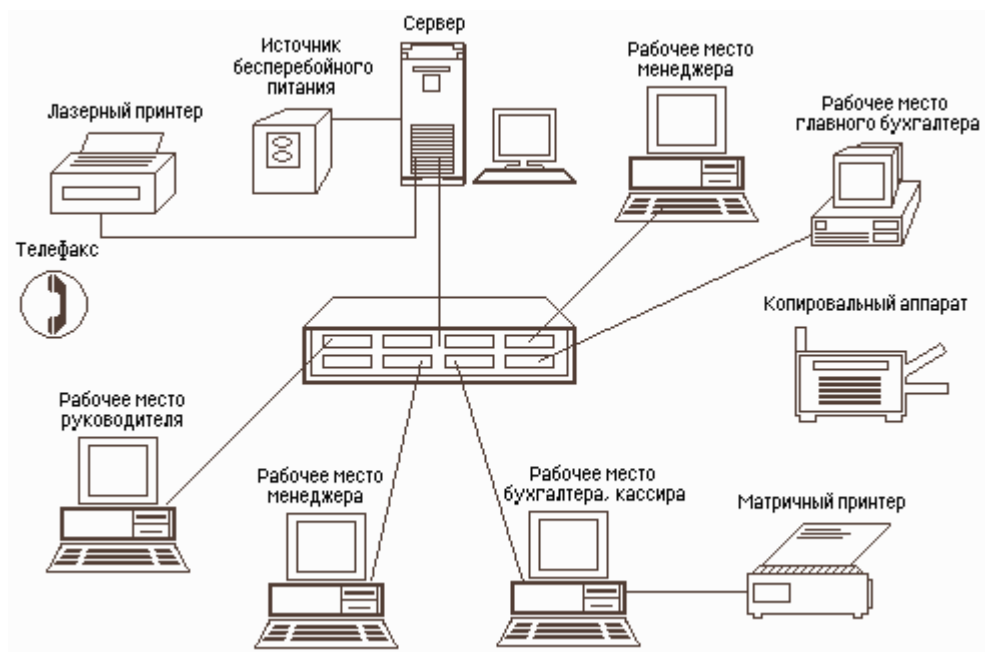 Сервер
Источник
бесперебойного
питания
Рабочее место
менеджера
Лазерный принтер
Рабочее место
главного бухгалтера
Телефакс
Копировальный аппарат
Рабочее место
руководителя
Рабочее место
менеджера
Рабочее место
бухгалтера, кассира
Матричный принтер